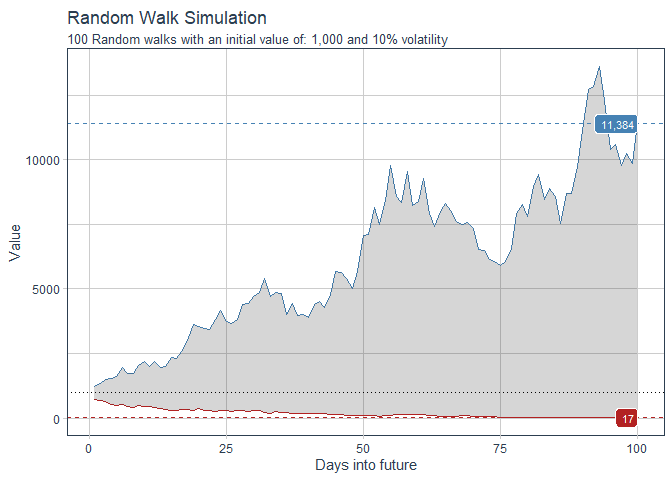 Random Walk Simulation
100 Random walks with an initial value of: 1,000 and 10% volatility
Value
10000
5000
0
11,384
17
0
25
50
75
100
Days into future